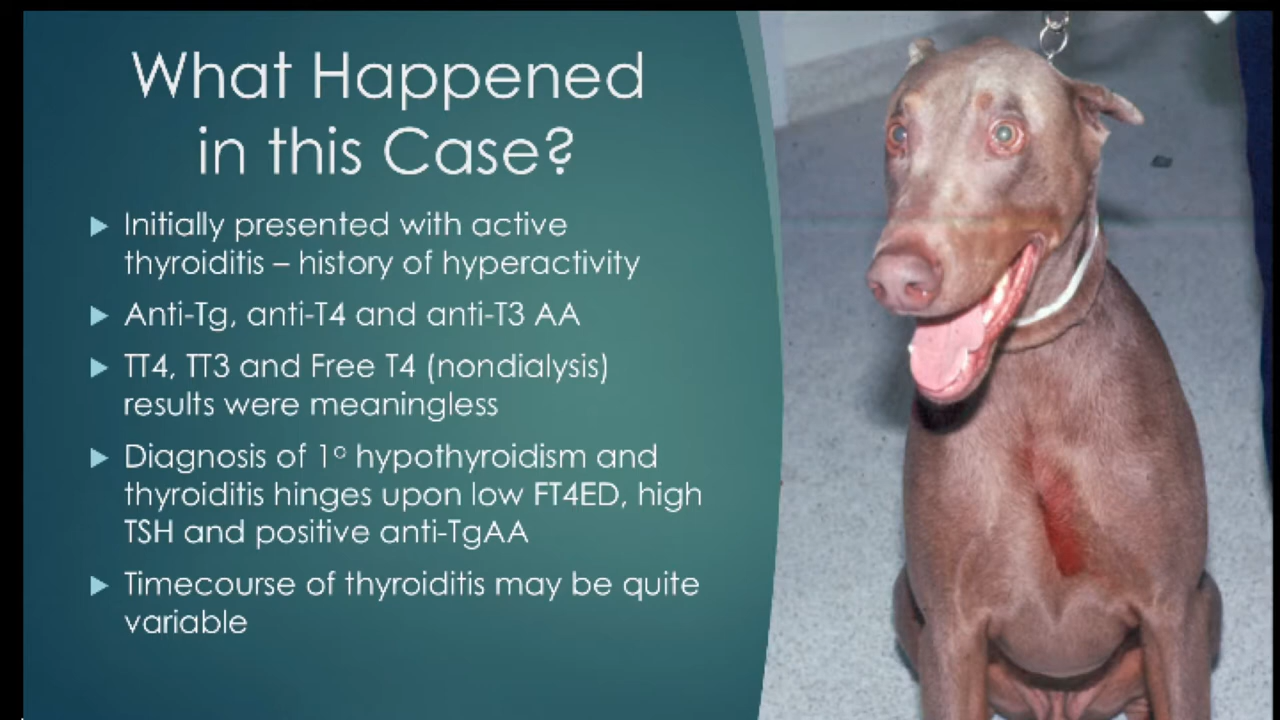 What Happened
in this Case?
Initially presented with active
thyroiditis – history of hyperactivity
Anti-Tg, anti-T4 and anti-T3 AA
TT4, TT3 and Free T4 (nondialysis)
results were meaningless
Diagnosis of 1º hypothyroidism and
thyroiditis hinges upon low FT4ED, high
TSH and positive anti-TgAA
Timecourse of thyroiditis may be quite
variable